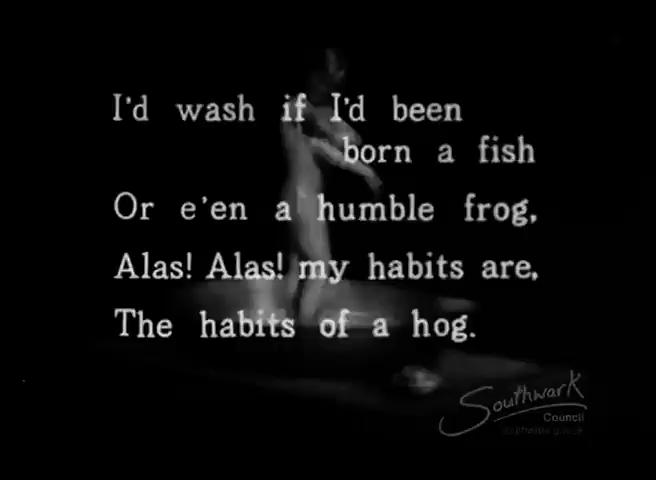 I'd wash if I'd been
born a fish
Or e'en a humble frog,
Alas! Alas! my habits are,
The habits of a hog.
Southwark
Council